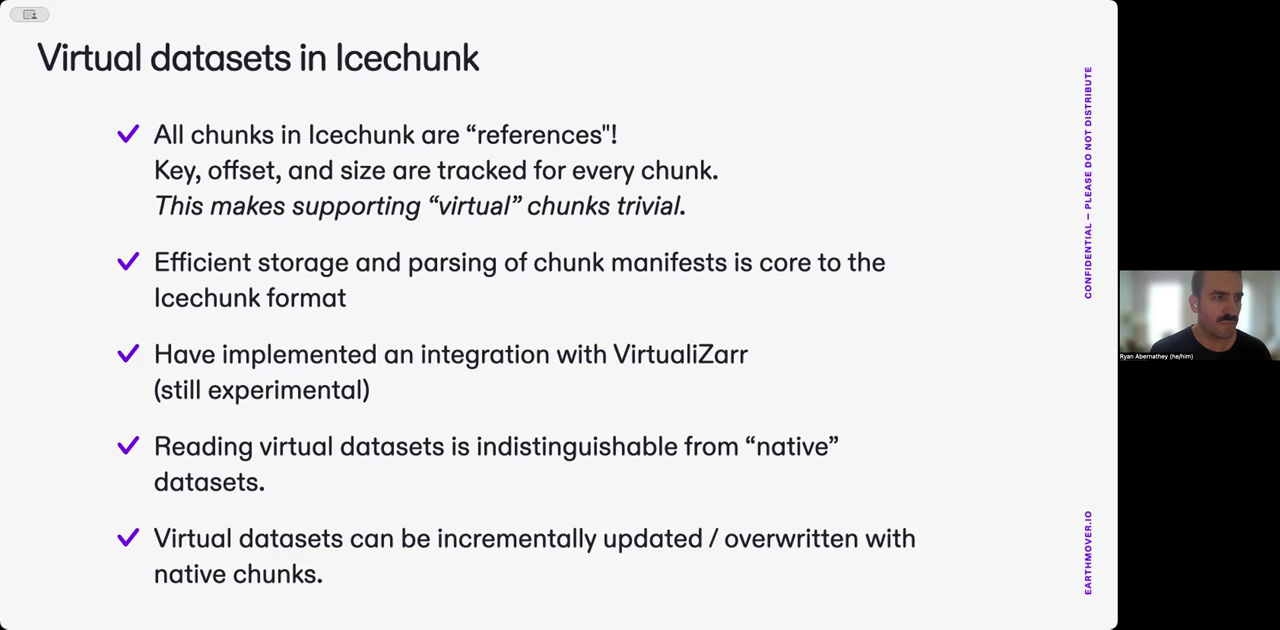 Virtual datasets in Icechunk
All chunks in Icechunk are “references"!
Key, offset, and size are tracked for every chunk.
This makes supporting “virtual” chunks trivial.
Efficient storage and parsing of chunk manifests is core to the
Icechunk format
Have implemented an integration with VirtualiZarr
(still experimental)
Reading virtual datasets is indistinguishable from “native”
datasets.
Virtual datasets can be incrementally updated / overwritten with
native chunks.
CONFIDENTIAL — PLEASE DO NOT DISTRIBUTE
EARTHMOVER.IO
Ryan Abernathey (he/him)